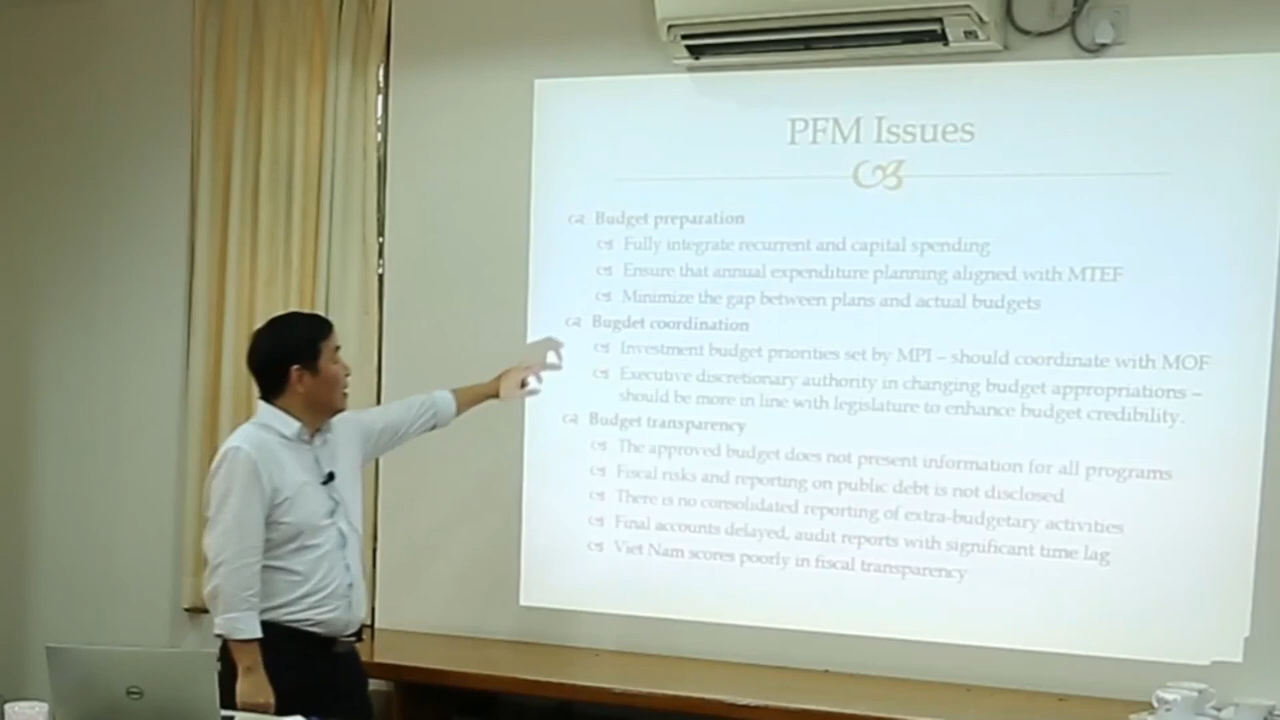 PFM Issues
Budget preparation
Fully integrate recurrent and capital spending
Ensure that annual expenditure planning aligned with MTEF
Minimize the gap between plans and actual budgets
Bugdet coordination
Investment budget priorities set by MPI – should coordinate with MOF
Executive discretionary authority in changing budget appropriations –
should be more in line with legislature to enhance budget credibility.
Budget transparency
The approved budget does not present information for all programs
Fiscal risks and reporting on public debt is not disclosed
There is no consolidated reporting of extra-budgetary activities
Final accounts delayed, audit reports with significant time lag
Viet Nam scores poorly in fiscal transparency
DELL